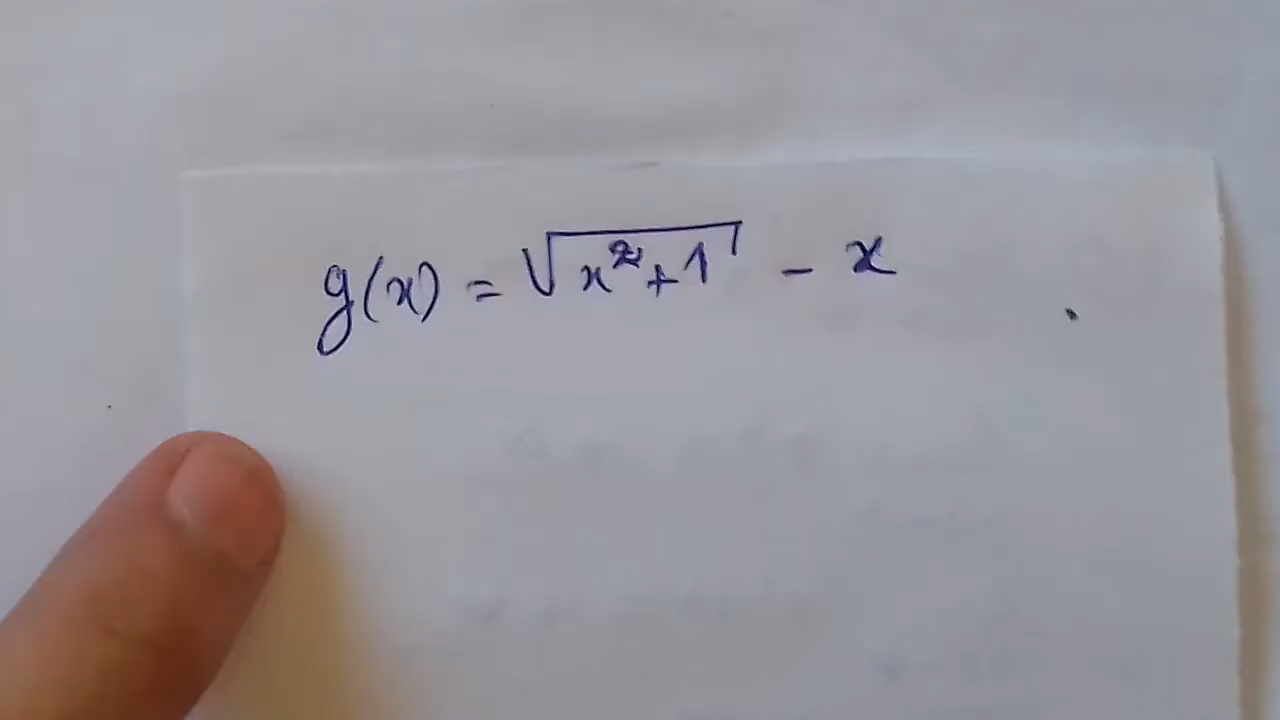 g(x) = √(x²+1) - x